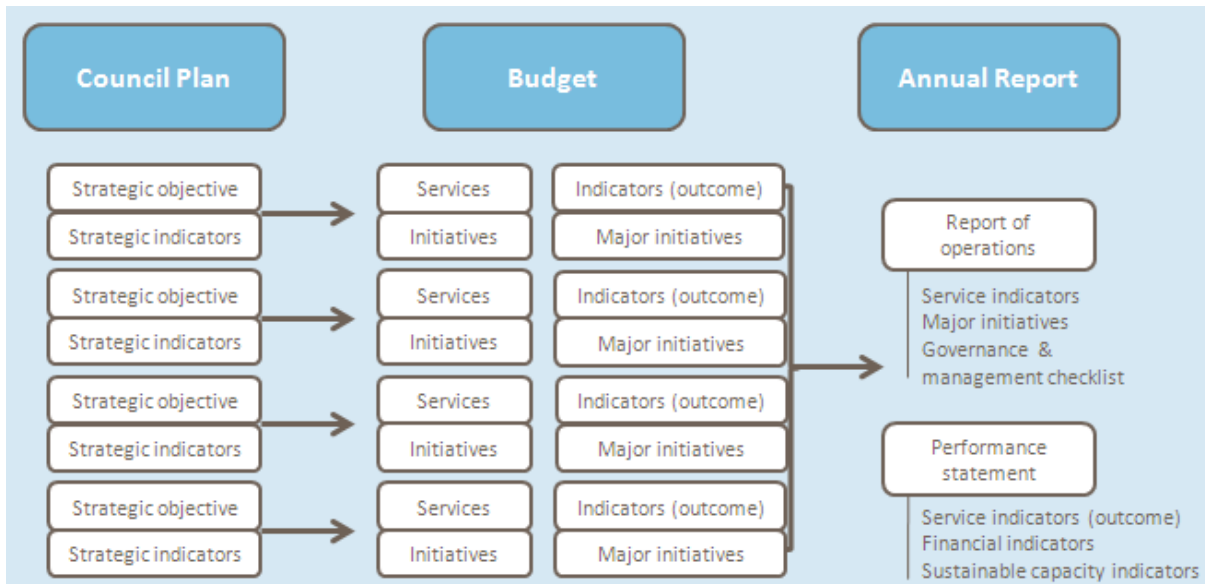 Council Plan
Budget
Annual Report
Strategic objective
Strategic indicators
Services
Indicators (outcome)
Initiatives
Major initiatives
Strategic objective
Strategic indicators
Services
Indicators (outcome)
Initiatives
Major initiatives
Strategic objective
Strategic indicators
Services
Indicators (outcome)
Initiatives
Major initiatives
Strategic objective
Strategic indicators
Services
Indicators (outcome)
Initiatives
Major initiatives
Report of
operations
Service indicators
Major initiatives
Governance &
management checklist
Performance
statement
Service indicators (outcome)
Financial indicators
Sustainable capacity indicators